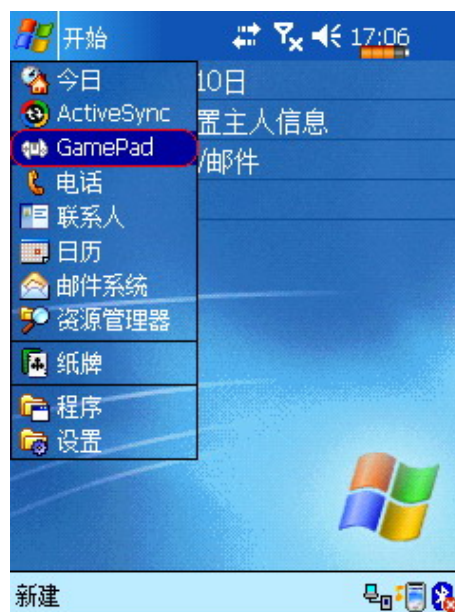 开始 17:06
今日
10日
ActiveSync
置主人信息
GamePad
/邮件
电话
联系人
日历
邮件系统
资源管理器
纸牌
程序
设置
新建